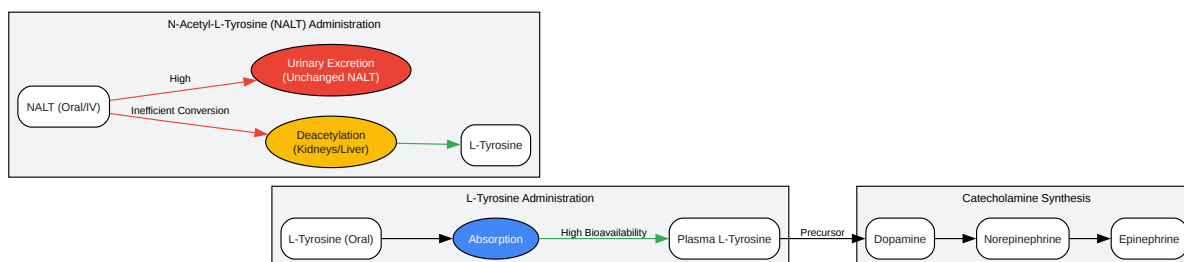 N-Acetyl-L-Tyrosine (NALT) Administration
Urinary Excretion
(Unchanged NALT)
High
NALT (Oral/IV)
Inefficient Conversion
Deacetylation
(Kidneys/Liver)
L-Tyrosine
L-Tyrosine Administration
L-Tyrosine (Oral)
Absorption
High Bioavailability
Plasma L-Tyrosine
Precursor
Catecholamine Synthesis
Dopamine
Norepinephrine
Epinephrine